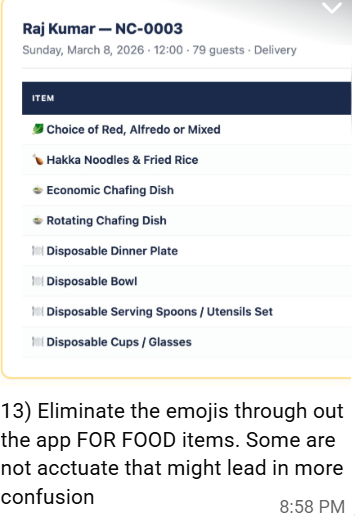 Raj Kumar — NC-0003
Sunday, March 8, 2026 · 12:00 · 79 guests · Delivery
ITEM
Choice of Red, Alfredo or Mixed
Hakka Noodles & Fried Rice
Economic Chafing Dish
Rotating Chafing Dish
Disposable Dinner Plate
Disposable Bowl
Disposable Serving Spoons / Utensils Set
Disposable Cups / Glasses
13) Eliminate the emojis through out
the app FOR FOOD items. Some are
not acctuate that might lead in more
confusion
8:58 PM